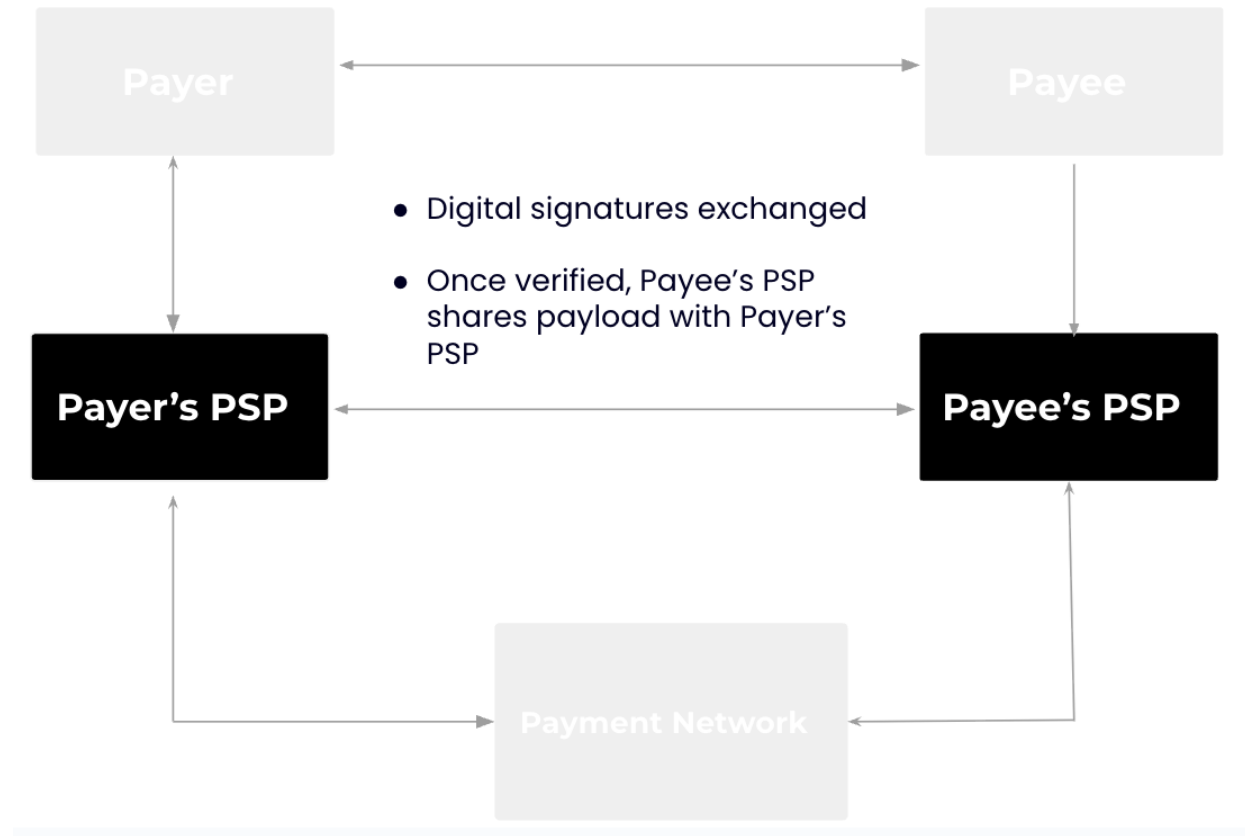 Payer
Payee
● Digital signatures exchanged
● Once verified, Payee’s PSP
shares payload with Payer’s
PSP
Payer’s PSP
Payee’s PSP
Payment Network